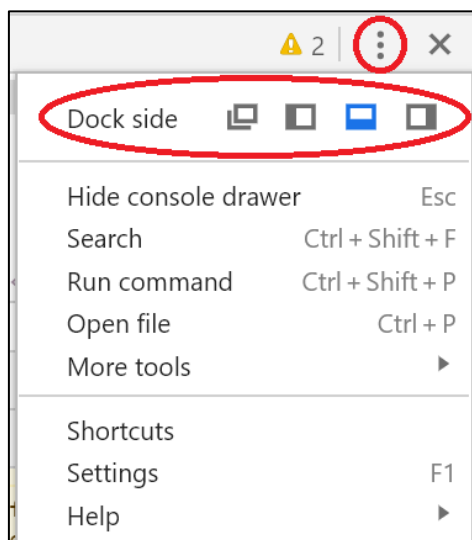 2
Dock side
Hide console drawer Esc
Search Ctrl + Shift + F
Run command Ctrl + Shift + P
Open file Ctrl + P
More tools
Shortcuts
Settings F1
Help